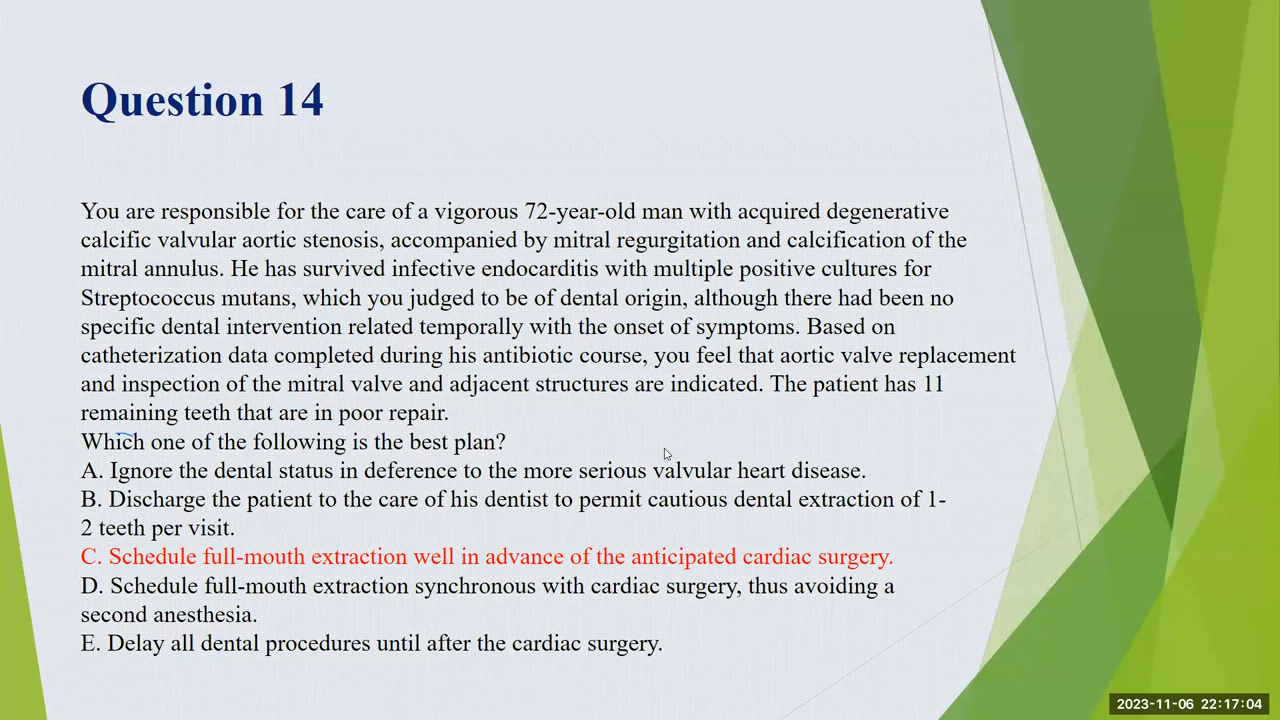 Question 14
You are responsible for the care of a vigorous 72-year-old man with acquired degenerative
calcific valvular aortic stenosis, accompanied by mitral regurgitation and calcification of the
mitral annulus. He has survived infective endocarditis with multiple positive cultures for
Streptococcus mutans, which you judged to be of dental origin, although there had been no
specific dental intervention related temporally with the onset of symptoms. Based on
catheterization data completed during his antibiotic course, you feel that aortic valve replacement
and inspection of the mitral valve and adjacent structures are indicated. The patient has 11
remaining teeth that are in poor repair.
Which one of the following is the best plan?
A. Ignore the dental status in deference to the more serious valvular heart disease.
B. Discharge the patient to the care of his dentist to permit cautious dental extraction of 1-
2 teeth per visit.
C. Schedule full-mouth extraction well in advance of the anticipated cardiac surgery.
D. Schedule full-mouth extraction synchronous with cardiac surgery, thus avoiding a
second anesthesia.
E. Delay all dental procedures until after the cardiac surgery.
2023-11-06 22:17:04